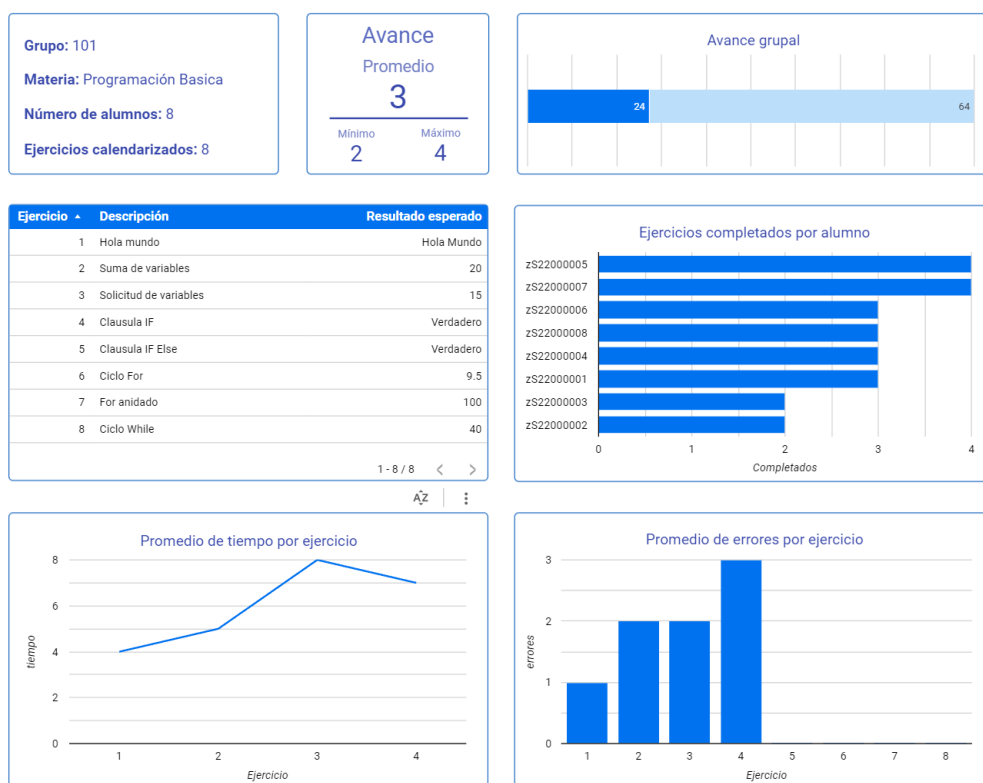 Grupo: 101
Materia: Programación Basica
Número de alumnos: 8
Ejercicios calendarizados: 8
Avance
Promedio
3
Mínimo Máximo
2 4
Avance grupal
24 64
Ejercicio Descripción Resultado esperado
1 Hola mundo Hola Mundo
2 Suma de variables 20
3 Solicitud de variables 15
4 Clausula IF Verdadero
5 Clausula IF Else Verdadero
6 Ciclo For 9.5
7 For anidado 100
8 Ciclo While 40
1 - 8 / 8
AZ
Ejercicios completados por alumno
zS22000005
zS22000007
zS22000006
zS22000008
zS22000004
zS22000001
zS22000003
zS22000002
0 1 2 3 4
Completados
Promedio de tiempo por ejercicio
8
6
4
2
0
tiempo
1 2 3 4
Ejercicio
Promedio de errores por ejercicio
3
2
1
0
errores
1 2 3 4 5 6 7 8
Ejercicio